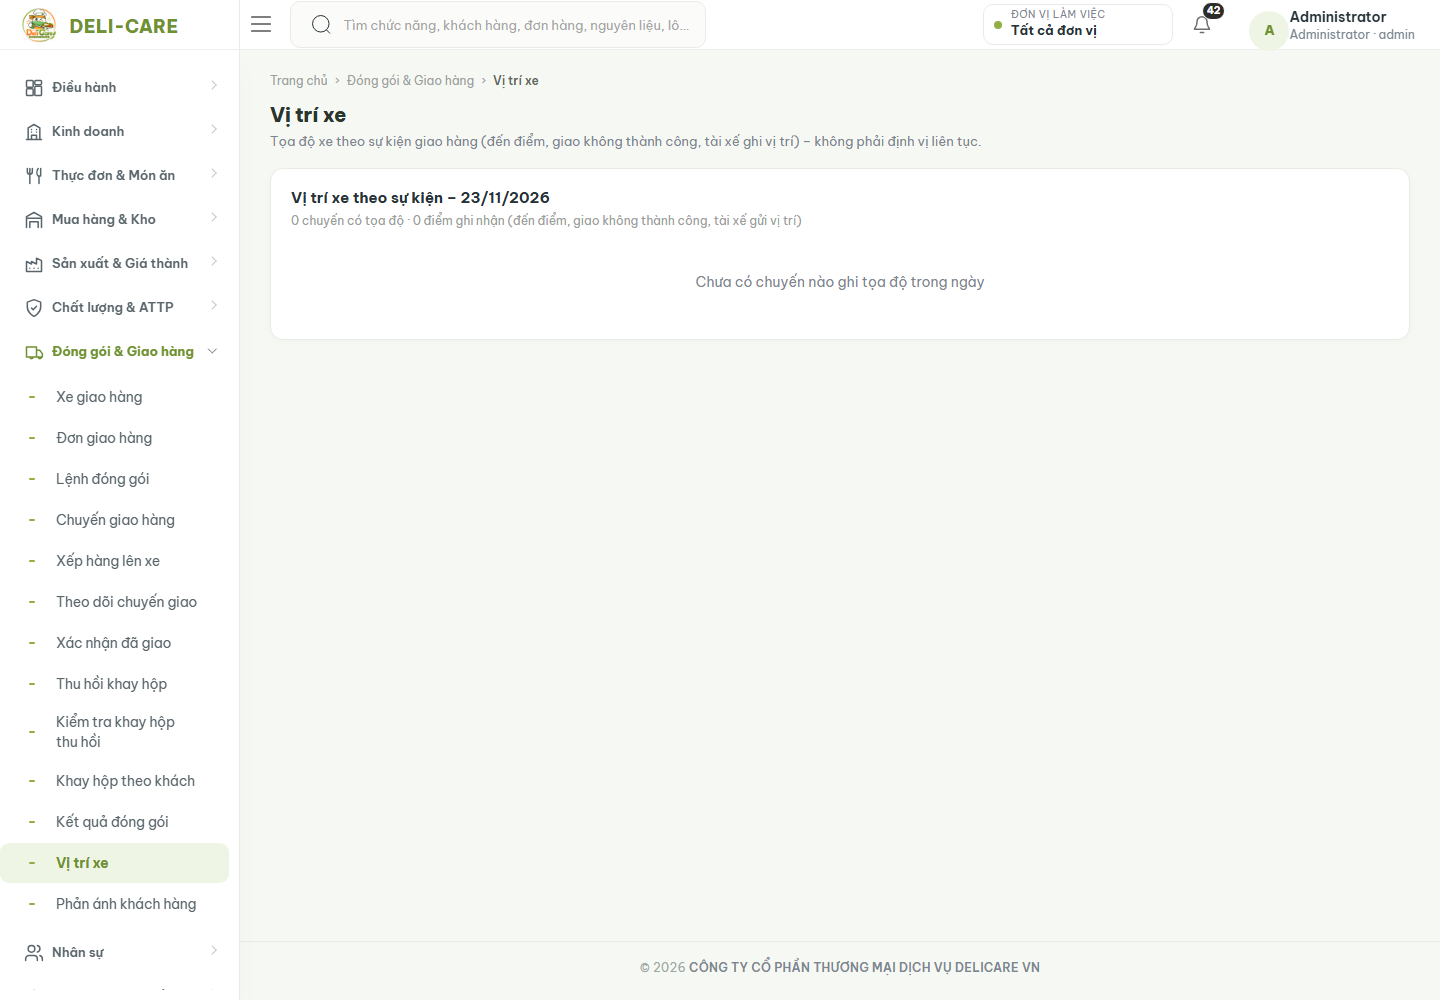 DELI-CARE
Tìm chức năng, khách hàng, đơn hàng, nguyên liệu, lô...
ĐƠN VỊ LÀM VIỆC
Tất cả đơn vị
42
A
Administrator
Administrator · admin
Điều hành
Kinh doanh
Thực đơn & Món ăn
Mua hàng & Kho
Sản xuất & Giá thành
Chất lượng & ATTP
Đóng gói & Giao hàng
Xe giao hàng
Đơn giao hàng
Lệnh đóng gói
Chuyến giao hàng
Xếp hàng lên xe
Theo dõi chuyến giao
Xác nhận đã giao
Thu hồi khay hộp
Kiểm tra khay hộp
thu hồi
Khay hộp theo khách
Kết quả đóng gói
Vị trí xe
Phản ánh khách hàng
Nhân sự
Trang chủ › Đóng gói & Giao hàng › Vị trí xe
Vị trí xe
Tọa độ xe theo sự kiện giao hàng (đến điểm, giao không thành công, tài xế ghi vị trí) – không phải định vị liên tục.
Vị trí xe theo sự kiện – 23/11/2026
0 chuyến có tọa độ · 0 điểm ghi nhận (đến điểm, giao không thành công, tài xế gửi vị trí)
Chưa có chuyến nào ghi tọa độ trong ngày
© 2026 CÔNG TY CỔ PHẦN THƯƠNG MẠI DỊCH VỤ DELICARE VN